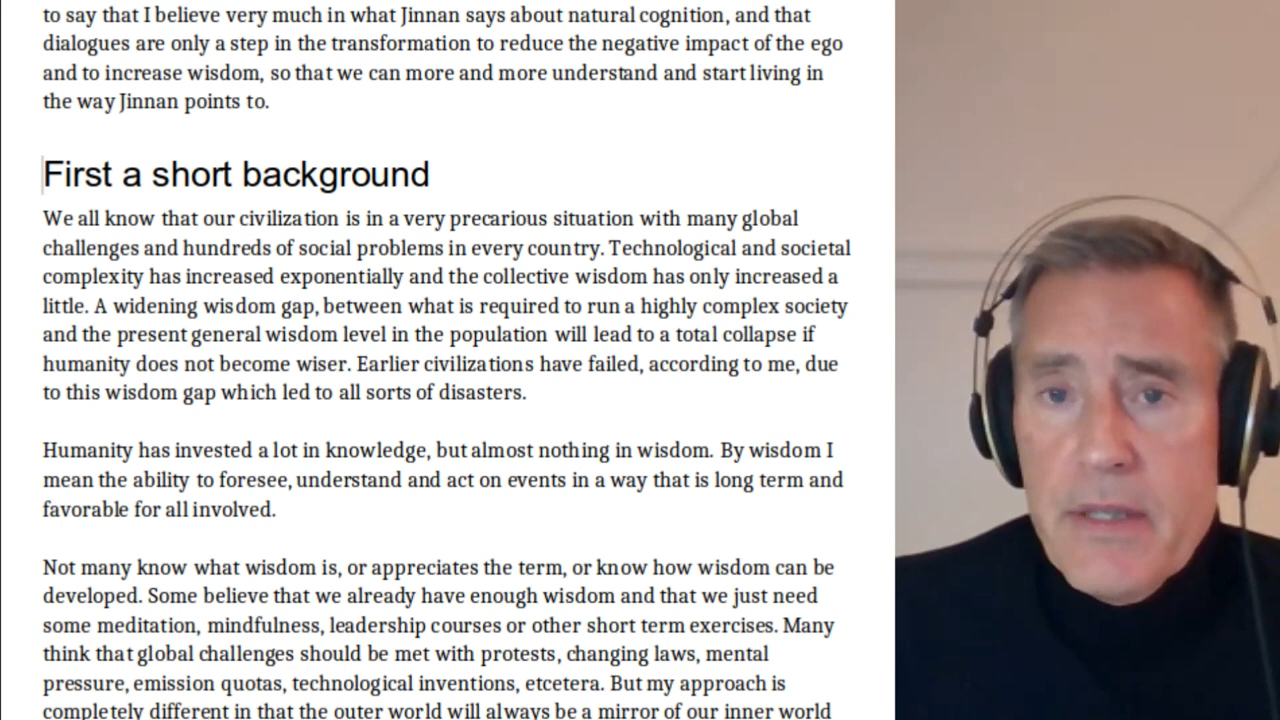 to say that I believe very much in what Jinnan says about natural cognition, and that
dialogues are only a step in the transformation to reduce the negative impact of the ego
and to increase wisdom, so that we can more and more understand and start living in
the way Jinnan points to.
First a short background
We all know that our civilization is in a very precarious situation with many global
challenges and hundreds of social problems in every country. Technological and societal
complexity has increased exponentially and the collective wisdom has only increased a
little. A widening wisdom gap, between what is required to run a highly complex society
and the present general wisdom level in the population will lead to a total collapse if
humanity does not become wiser. Earlier civilizations have failed, according to me, due
to this wisdom gap which led to all sorts of disasters.
Humanity has invested a lot in knowledge, but almost nothing in wisdom. By wisdom I
mean the ability to foresee, understand and act on events in a way that is long term and
favorable for all involved.
Not many know what wisdom is, or appreciates the term, or know how wisdom can be
developed. Some believe that we already have enough wisdom and that we just need
some meditation, mindfulness, leadership courses or other short term exercises. Many
think that global challenges should be met with protests, changing laws, mental
pressure, emission quotas, technological inventions, etcetera. But my approach is
completely different in that the outer world will always be a mirror of our inner world